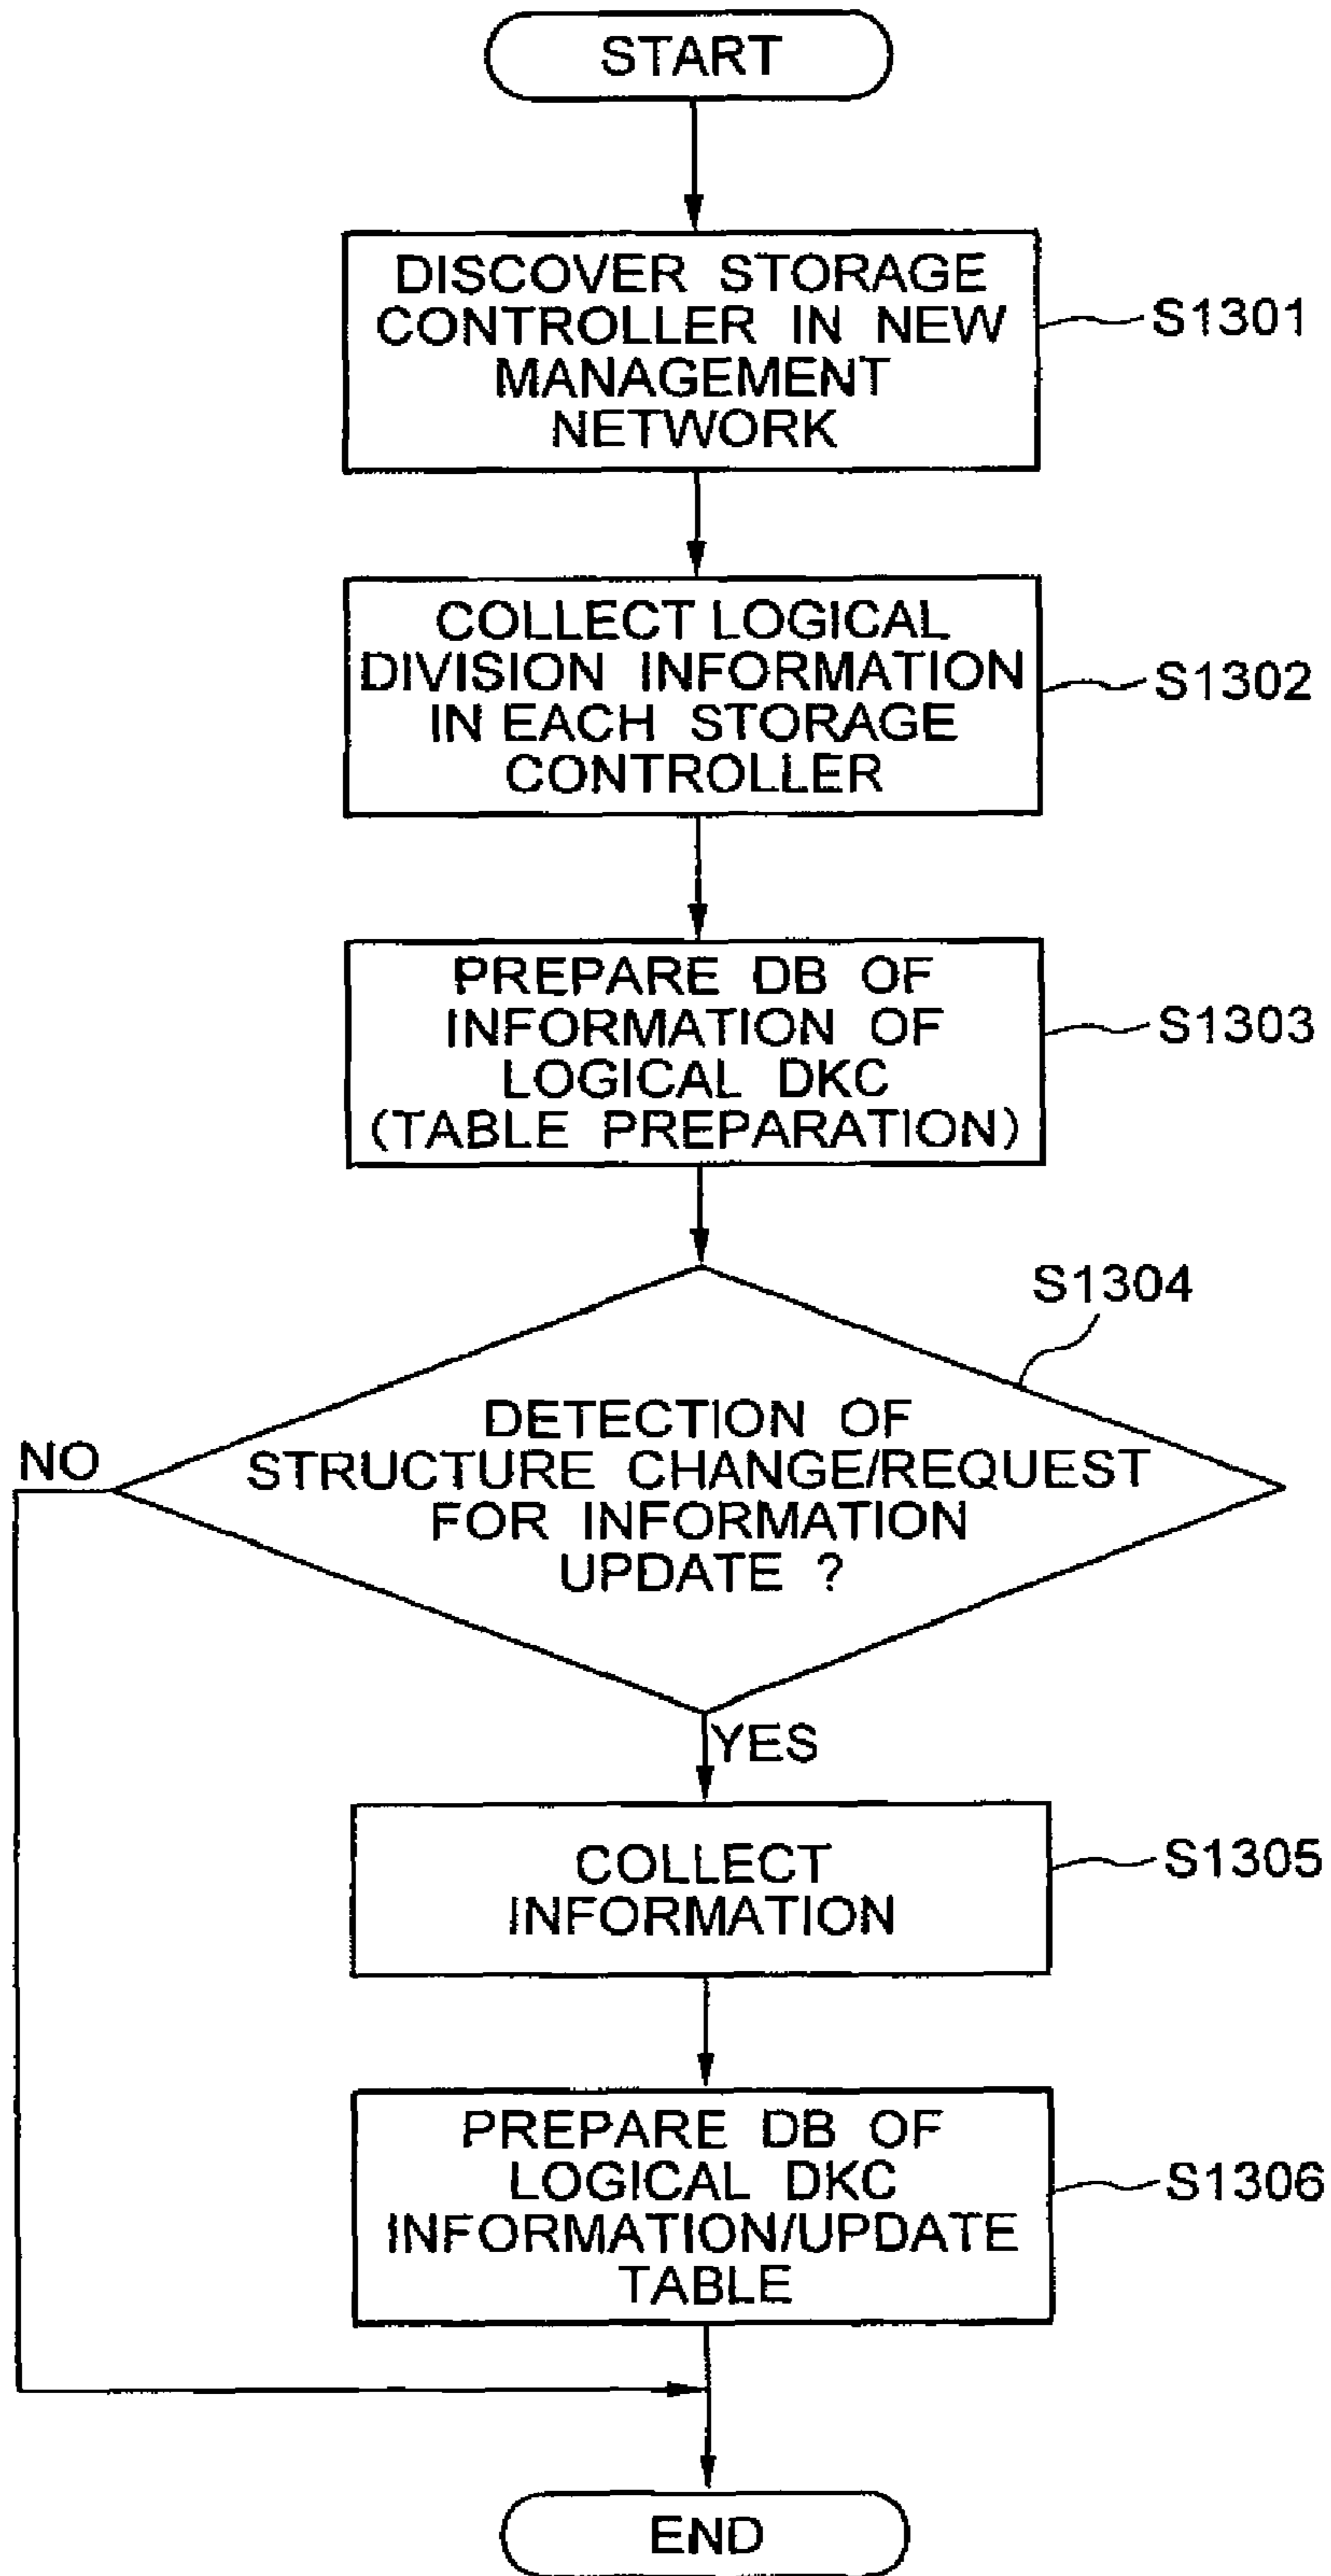 START
DISCOVER STORAGE
CONTROLLER IN NEW
MANAGEMENT
NETWORK
S1301
COLLECT LOGICAL
DIVISION INFORMATION
IN EACH STORAGE
CONTROLLER
S1302
PREPARE DB OF
INFORMATION OF
LOGICAL DKC
(TABLE PREPARATION)
S1303
S1304
DETECTION OF
STRUCTURE CHANGE/REQUEST
FOR INFORMATION
UPDATE ?
NO
YES
COLLECT
INFORMATION
S1305
PREPARE DB OF
LOGICAL DKC
INFORMATION/UPDATE
TABLE
S1306
END